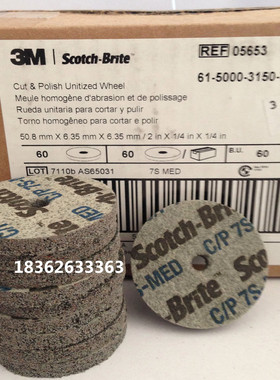 3M Scotch-Brite
REF 05653
61-5000-3150-
Cut & Polish Unitized Wheel
Meule homogène d'abrasion et de polissage
Rueda unitaria para cortar y pulir
Torno homogêneo para cortar e polir
3
50.8 mm X 6.35 mm X 6.35 mm / 2 in X 1/4 in X 1/4 in
60
60
B.U. 60
LOT 7110b AS65031
7S MED
Scotch-Brite
C/P 7S
-MED
-Brite
C/P 7S
18362633363